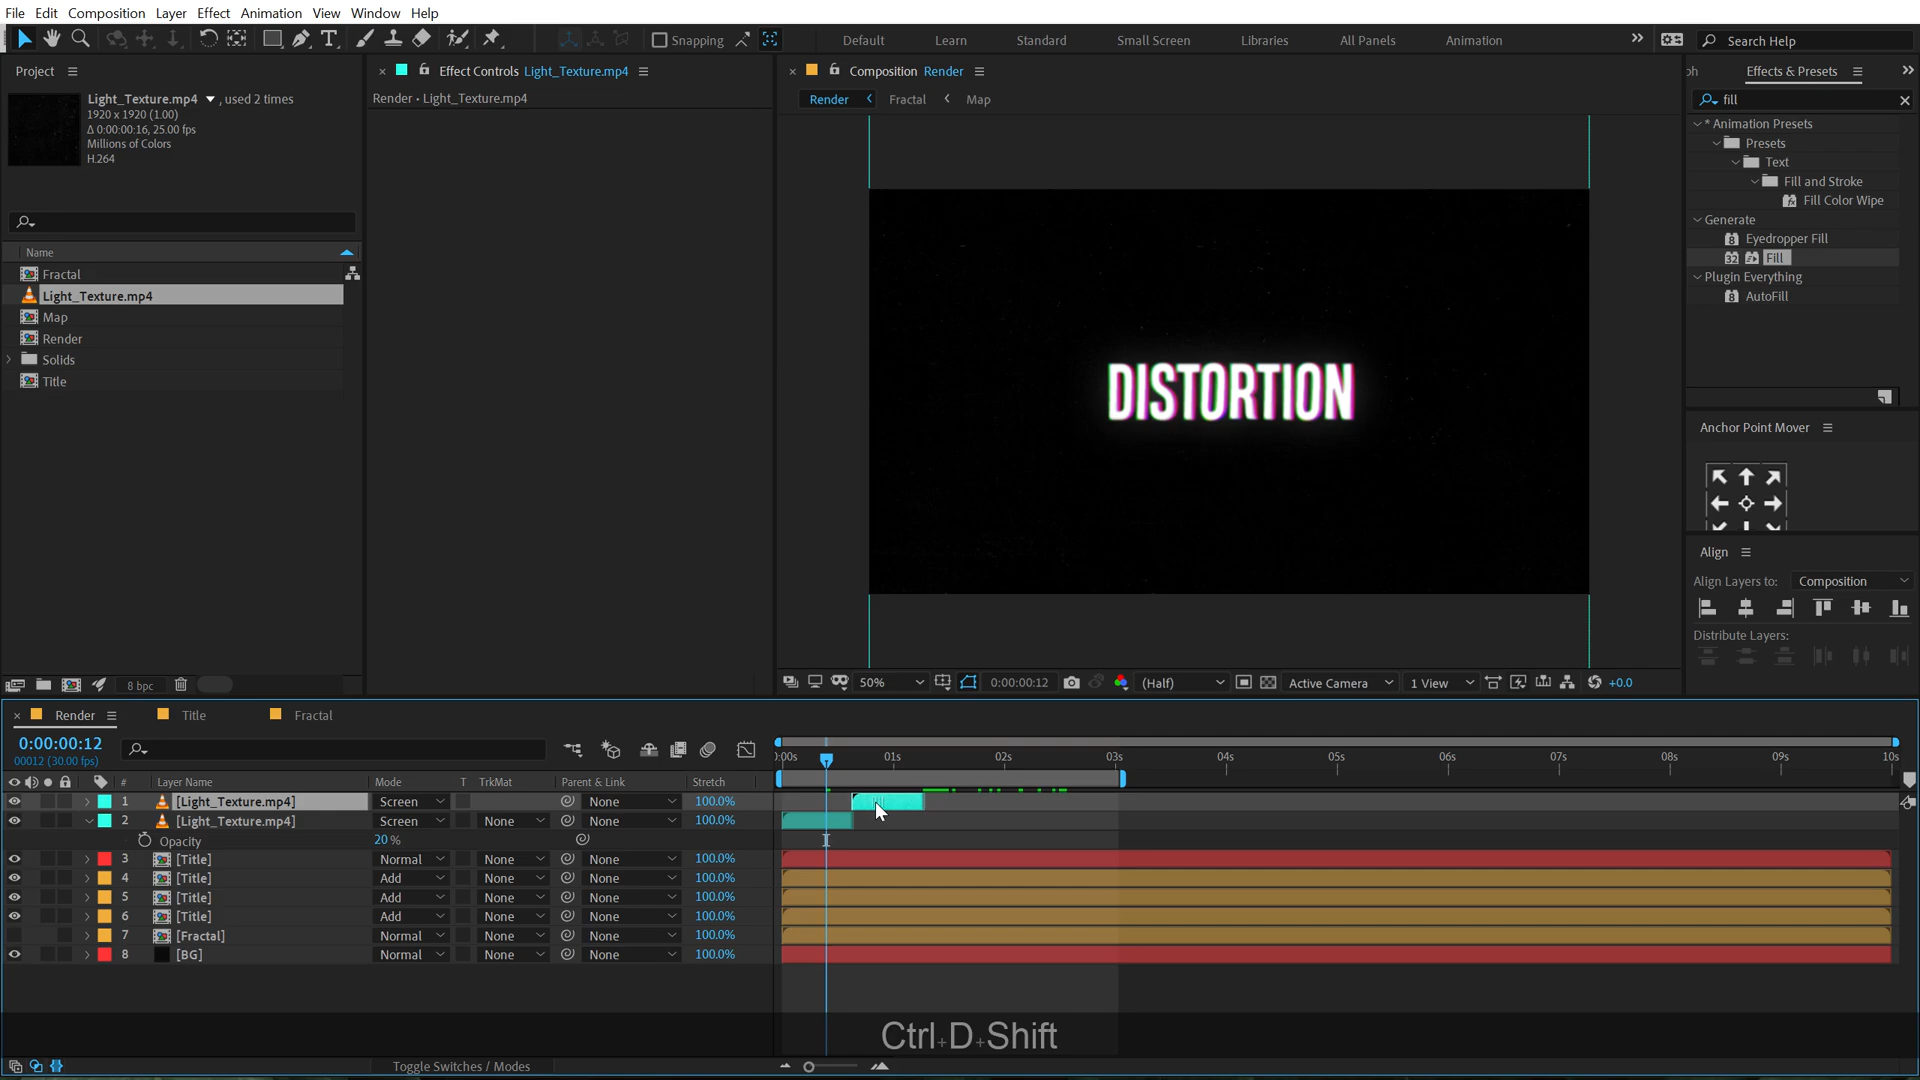 File Edit Composition Layer Effect Animation View Window Help
Snapping Default Learn Standard Small Screen Libraries All Panels Animation Search Help
Project
Light_Texture.mp4 , used 2 times
1920 x 1920 (1.00)
Δ 0:00:00:16, 25.00 fps
Millions of Colors
H.264
Name
Fractal
Light_Texture.mp4
Map
Render
Solids
Title
8 bpc
Effect Controls Light_Texture.mp4
Render • Light_Texture.mp4
Composition Render
Render Fractal Map
DISTORTION
50% 0:00:00:12 (Half) Active Camera 1 View +0.0
Effects & Presets
fill
* Animation Presets
Presets
Text
Fill and Stroke
Fill Color Wipe
Generate
8 Eyedropper Fill
32 Fill
Plugin Everything
8 AutoFill
Anchor Point Mover
Align
Align Layers to: Composition
Distribute Layers:
Render Title Fractal
0:00:00:12
00012 (30.00 fps)
:00s 01s 02s 03s 04s 05s 06s 07s 08s 09s 10s
# Layer Name Mode T TrkMat Parent & Link Stretch
1 [Light_Texture.mp4] Screen None 100.0%
2 [Light_Texture.mp4] Screen None None 100.0%
Opacity 20 %
3 [Title] Normal None None 100.0%
4 [Title] Add None None 100.0%
5 [Title] Add None None 100.0%
6 [Title] Add None None 100.0%
7 [Fractal] Normal None None 100.0%
8 [BG] Normal None None 100.0%
Ctrl+D+Shift
Toggle Switches / Modes